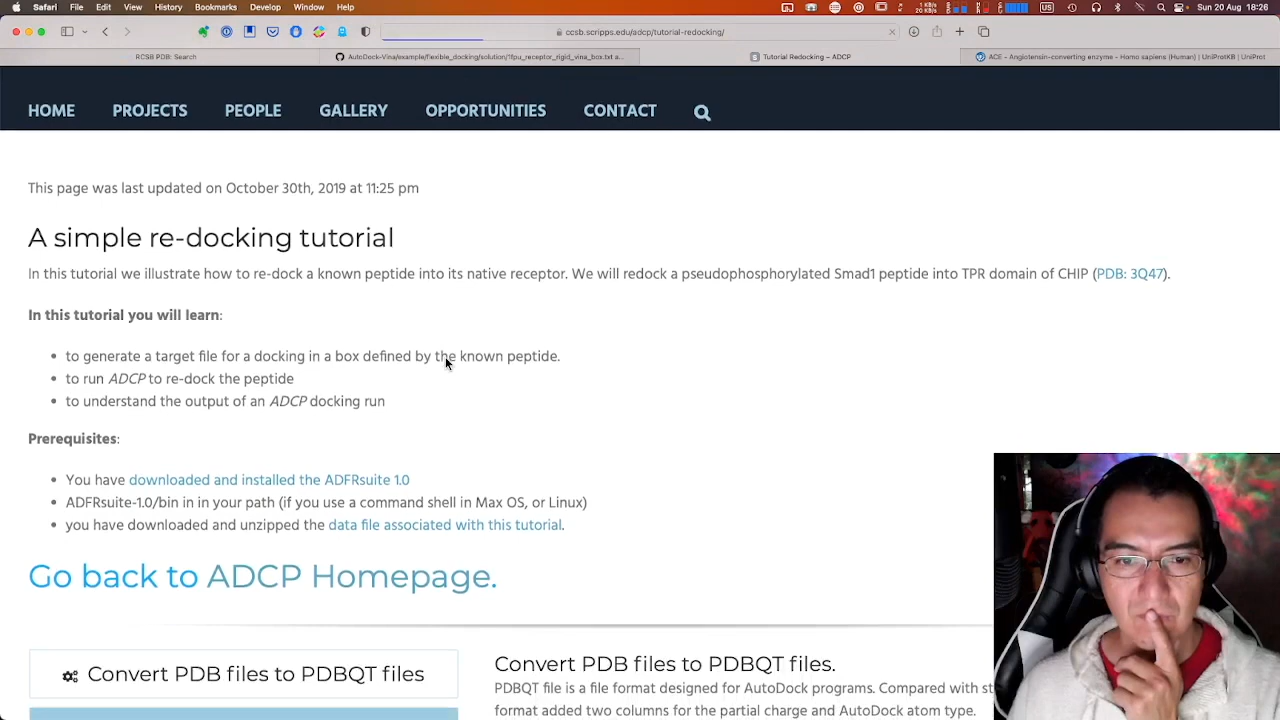 Safari File Edit View History Bookmarks Develop Window Help
US Sun 20 Aug 18:26
ccsb.scripps.edu/adcp/tutorial-redocking/
RCSB PDB: Search
AutoDock-Vina/example/flexible_docking/solution/1fpu_receptor_rigid_vina_box.txt a...
Tutorial Redocking – ADCP
ACE - Angiotensin-converting enzyme - Homo sapiens (Human) | UniProtKB | UniProt
HOME PROJECTS PEOPLE GALLERY OPPORTUNITIES CONTACT
This page was last updated on October 30th, 2019 at 11:25 pm
A simple re-docking tutorial
In this tutorial we illustrate how to re-dock a known peptide into its native receptor. We will redock a pseudophosphorylated Smad1 peptide into TPR domain of CHIP (PDB: 3Q47).
In this tutorial you will learn:
• to generate a target file for a docking in a box defined by the known peptide.
• to run ADCP to re-dock the peptide
• to understand the output of an ADCP docking run
Prerequisites:
• You have downloaded and installed the ADFRsuite 1.0
• ADFRsuite-1.0/bin in in your path (if you use a command shell in Max OS, or Linux)
• you have downloaded and unzipped the data file associated with this tutorial.
Go back to ADCP Homepage.
Convert PDB files to PDBQT files
Convert PDB files to PDBQT files.
PDBQT file is a file format designed for AutoDock programs. Compared with st
format added two columns for the partial charge and AutoDock atom type.